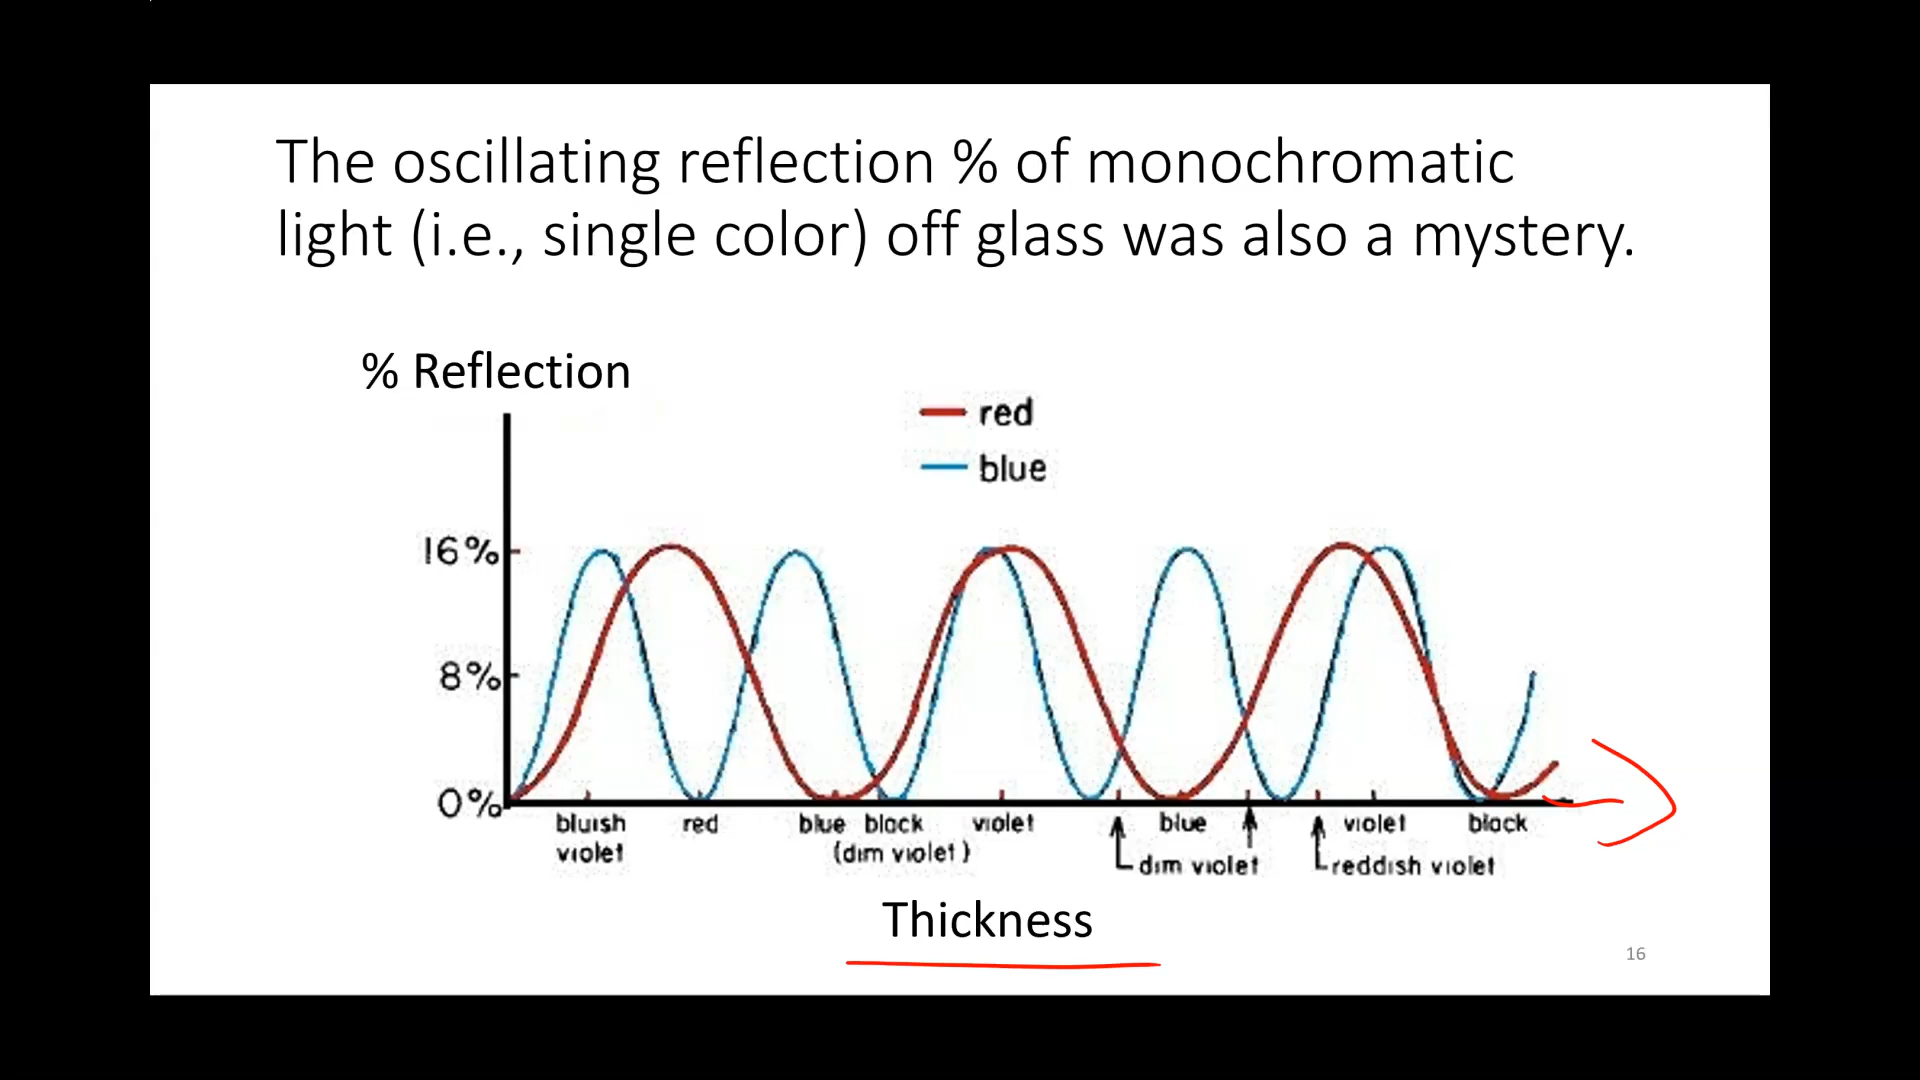 The oscillating reflection % of monochromatic
light (i.e., single color) off glass was also a mystery.
% Reflection
red
blue
16%
8%
0%
bluish
violet
red
blue
black
(dim violet)
violet
dim violet
blue
reddish violet
violet
black
Thickness
16